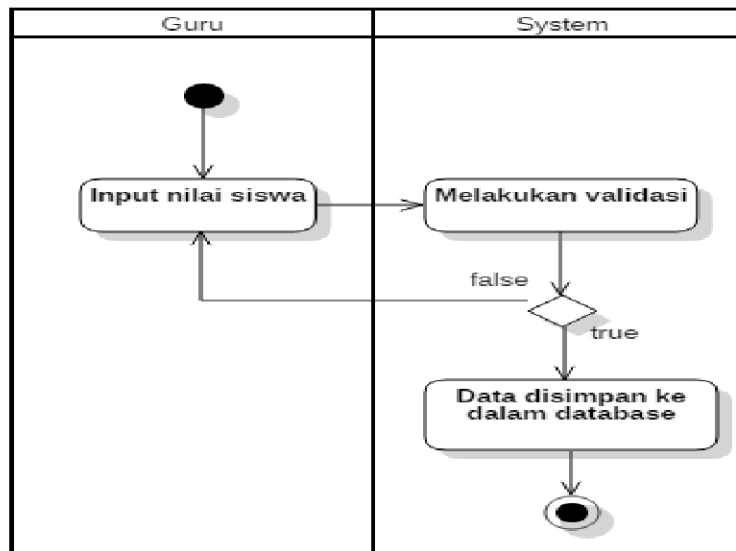 Guru
System
Input nilai siswa
Melakukan validasi
false
true
Data disimpan ke
dalam database